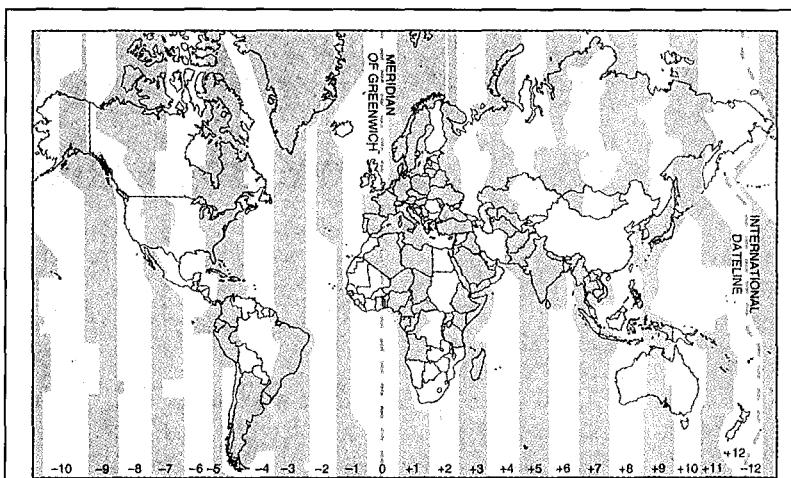 MERIDIAN
OF GREENWICH
INTERNATIONAL
DATELINE
+12
-10 -9 -8 -7 -6 -5 -4 -3 -2 -1 0 +1 +2 +3 +4 +5 +6 +7 +8 +9 +10 +11 -12